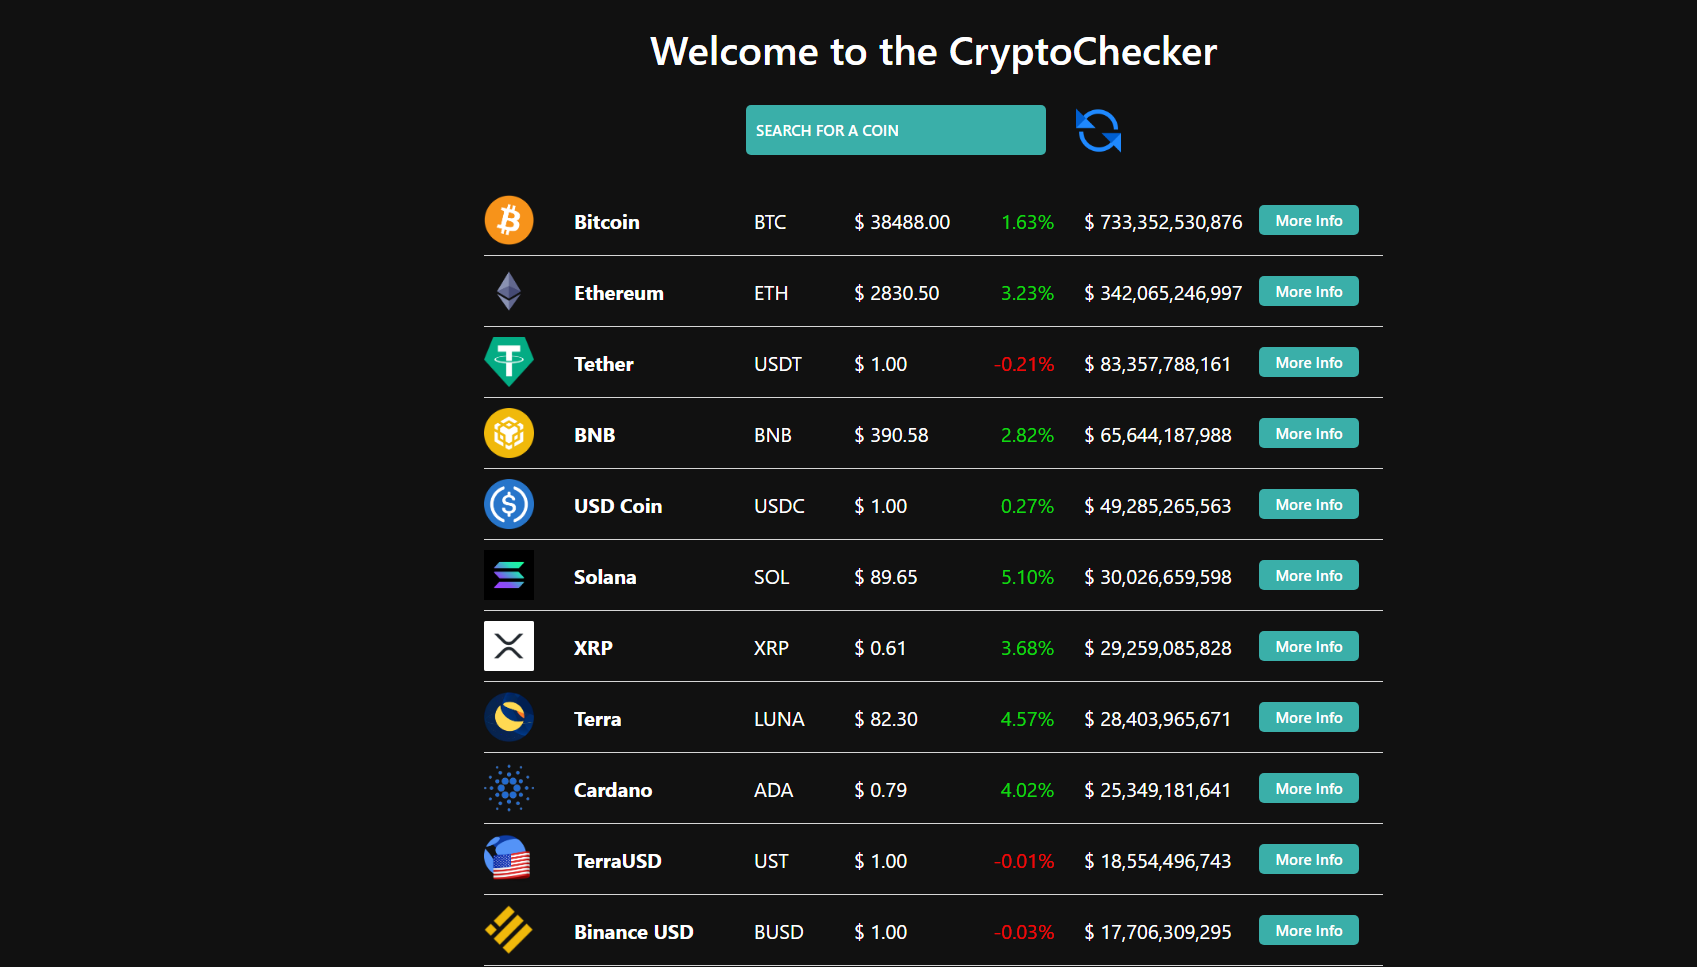 Welcome to the CryptoChecker
SEARCH FOR A COIN
Bitcoin BTC $ 38488.00 1.63% $ 733,352,530,876 More Info
Ethereum ETH $ 2830.50 3.23% $ 342,065,246,997 More Info
Tether USDT $ 1.00 -0.21% $ 83,357,788,161 More Info
BNB BNB $ 390.58 2.82% $ 65,644,187,988 More Info
USD Coin USDC $ 1.00 0.27% $ 49,285,265,563 More Info
Solana SOL $ 89.65 5.10% $ 30,026,659,598 More Info
XRP XRP $ 0.61 3.68% $ 29,259,085,828 More Info
Terra LUNA $ 82.30 4.57% $ 28,403,965,671 More Info
Cardano ADA $ 0.79 4.02% $ 25,349,181,641 More Info
TerraUSD UST $ 1.00 -0.01% $ 18,554,496,743 More Info
Binance USD BUSD $ 1.00 -0.03% $ 17,706,309,295 More Info